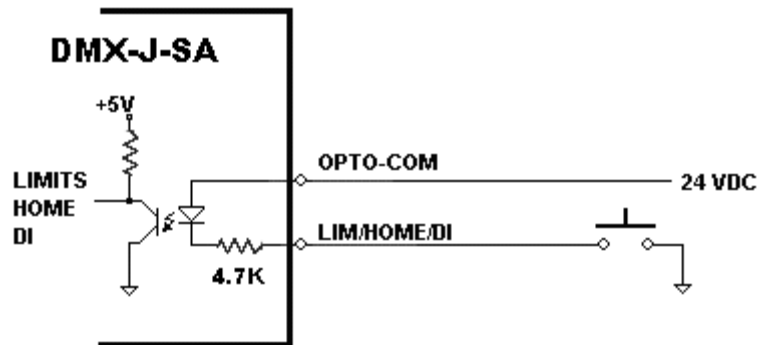 DMX-J-SA
+5V
OPTO-COM
24 VDC
LIMITS
HOME
DI
LIM/HOME/DI
4.7K